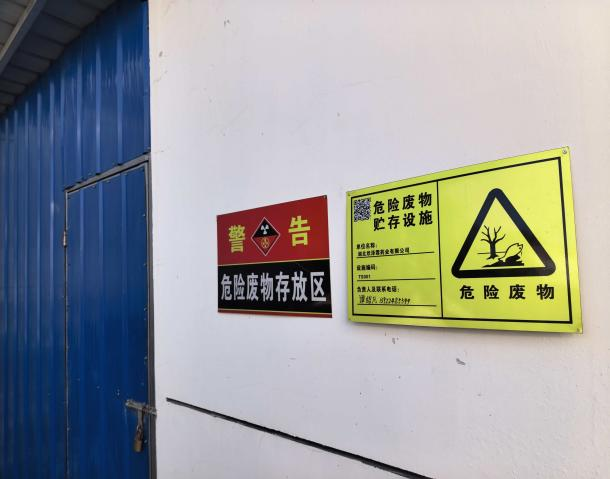 警告
危险废物存放区
危险废物
贮存设施
单位名称：
设施编码：
TS001
负责人及联系电话：
危险废物